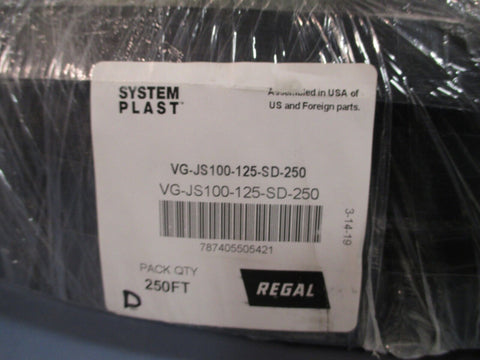 SYSTEM
PLAST™
Assembled in USA of
US and Foreign parts.
VG-JS100-125-SD-250
VG-JS100-125-SD-250
787405505421
3-14-19
PACK QTY
250FT
REGAL
D